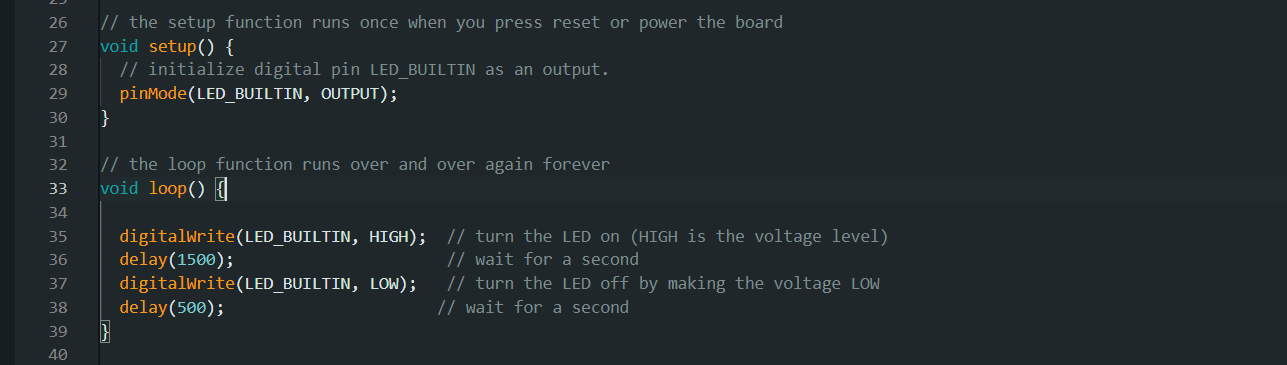 25
26 // the setup function runs once when you press reset or power the board
27 void setup() {
28   // initialize digital pin LED_BUILTIN as an output.
29   pinMode(LED_BUILTIN, OUTPUT);
30 }
31
32 // the loop function runs over and over again forever
33 void loop() {
34
35   digitalWrite(LED_BUILTIN, HIGH);  // turn the LED on (HIGH is the voltage level)
36   delay(1500);                      // wait for a second
37   digitalWrite(LED_BUILTIN, LOW);   // turn the LED off by making the voltage LOW
38   delay(500);                      // wait for a second
39 }
40